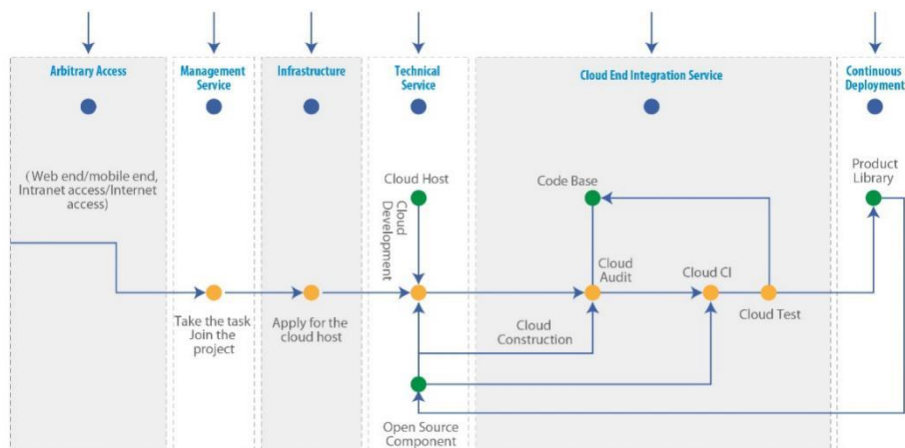 Arbitrary Access
Management
Service
Infrastructure
Technical
Service
Cloud End Integration Service
Continuous
Deployment
(Web end/mobile end,
Intranet access/Internet
access)
Cloud Host
Cloud
Development
Code Base
Product
Library
Cloud
Audit
Cloud CI
Cloud Test
Take the task
Join the
project
Apply for the
cloud host
Cloud
Construction
Open Source
Component